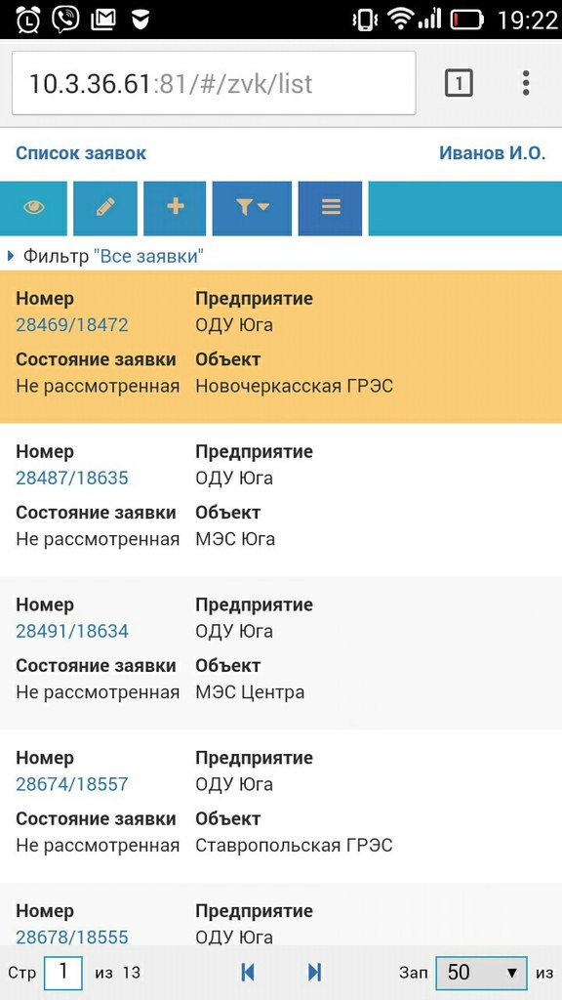 19:22
10.3.36.61:81/#/zvk/list
1
Список заявок Иванов И.О.
Фильтр "Все заявки"
Номер Предприятие
28469/18472 ОДУ Юга
Состояние заявки Объект
Не рассмотренная Новочеркасская ГРЭС
Номер Предприятие
28487/18635 ОДУ Юга
Состояние заявки Объект
Не рассмотренная МЭС Юга
Номер Предприятие
28491/18634 ОДУ Юга
Состояние заявки Объект
Не рассмотренная МЭС Центра
Номер Предприятие
28674/18557 ОДУ Юга
Состояние заявки Объект
Не рассмотренная Ставропольская ГРЭС
Номер Предприятие
28678/18555 ОДУ Юга
Стр 1 из 13 Зап 50 из